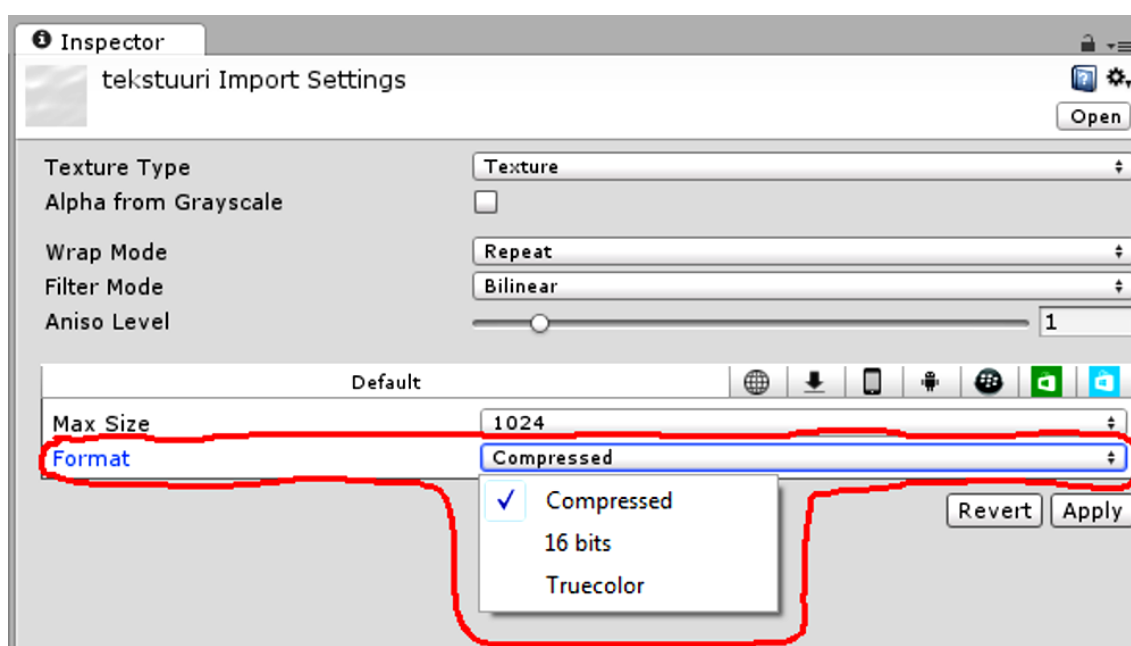 Inspector
tekstuuri Import Settings
Open
Texture Type Texture
Alpha from Grayscale
Wrap Mode Repeat
Filter Mode Bilinear
Aniso Level 1
Default
Max Size 1024
Format Compressed
Compressed
16 bits
Truecolor
Revert Apply